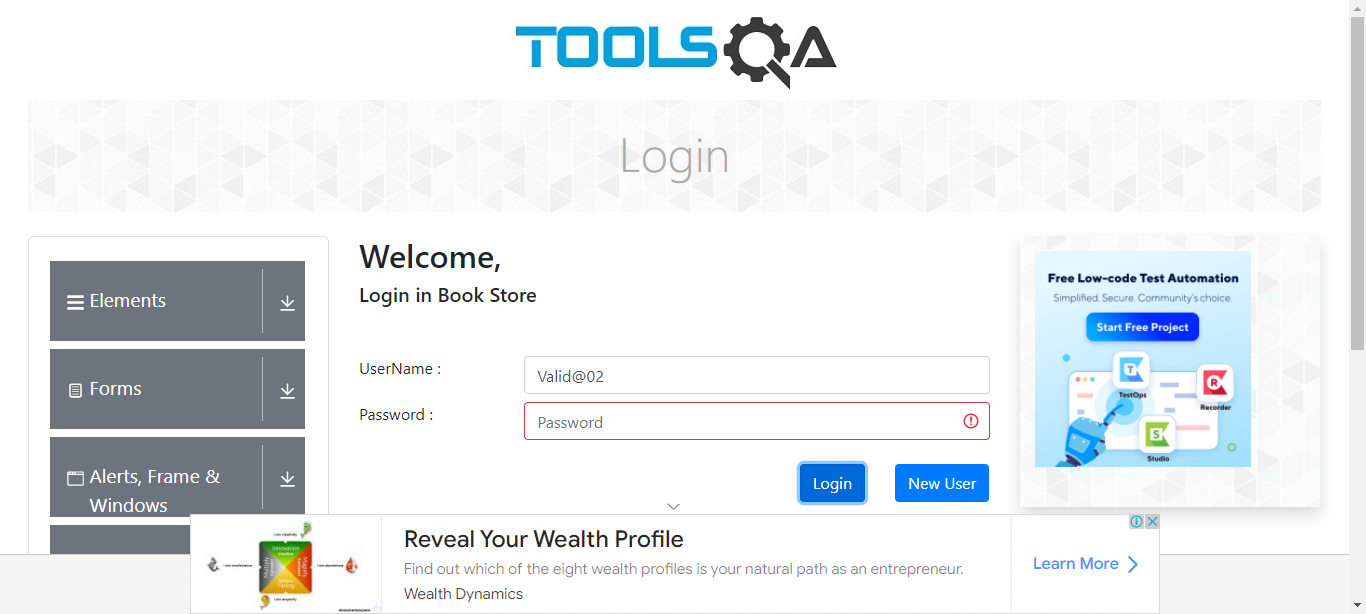 TOOLSQA
Login
Elements
Forms
Alerts, Frame &
Windows
Welcome,
Login in Book Store
UserName :
Valid@02
Password :
Password
Login
New User
Free Low-code Test Automation
Simplified. Secure. Community's choice.
Start Free Project
TestOps
Recorder
Studio
Innovation
Reveal Your Wealth Profile
Find out which of the eight wealth profiles is your natural path as an entrepreneur.
Wealth Dynamics
Learn More